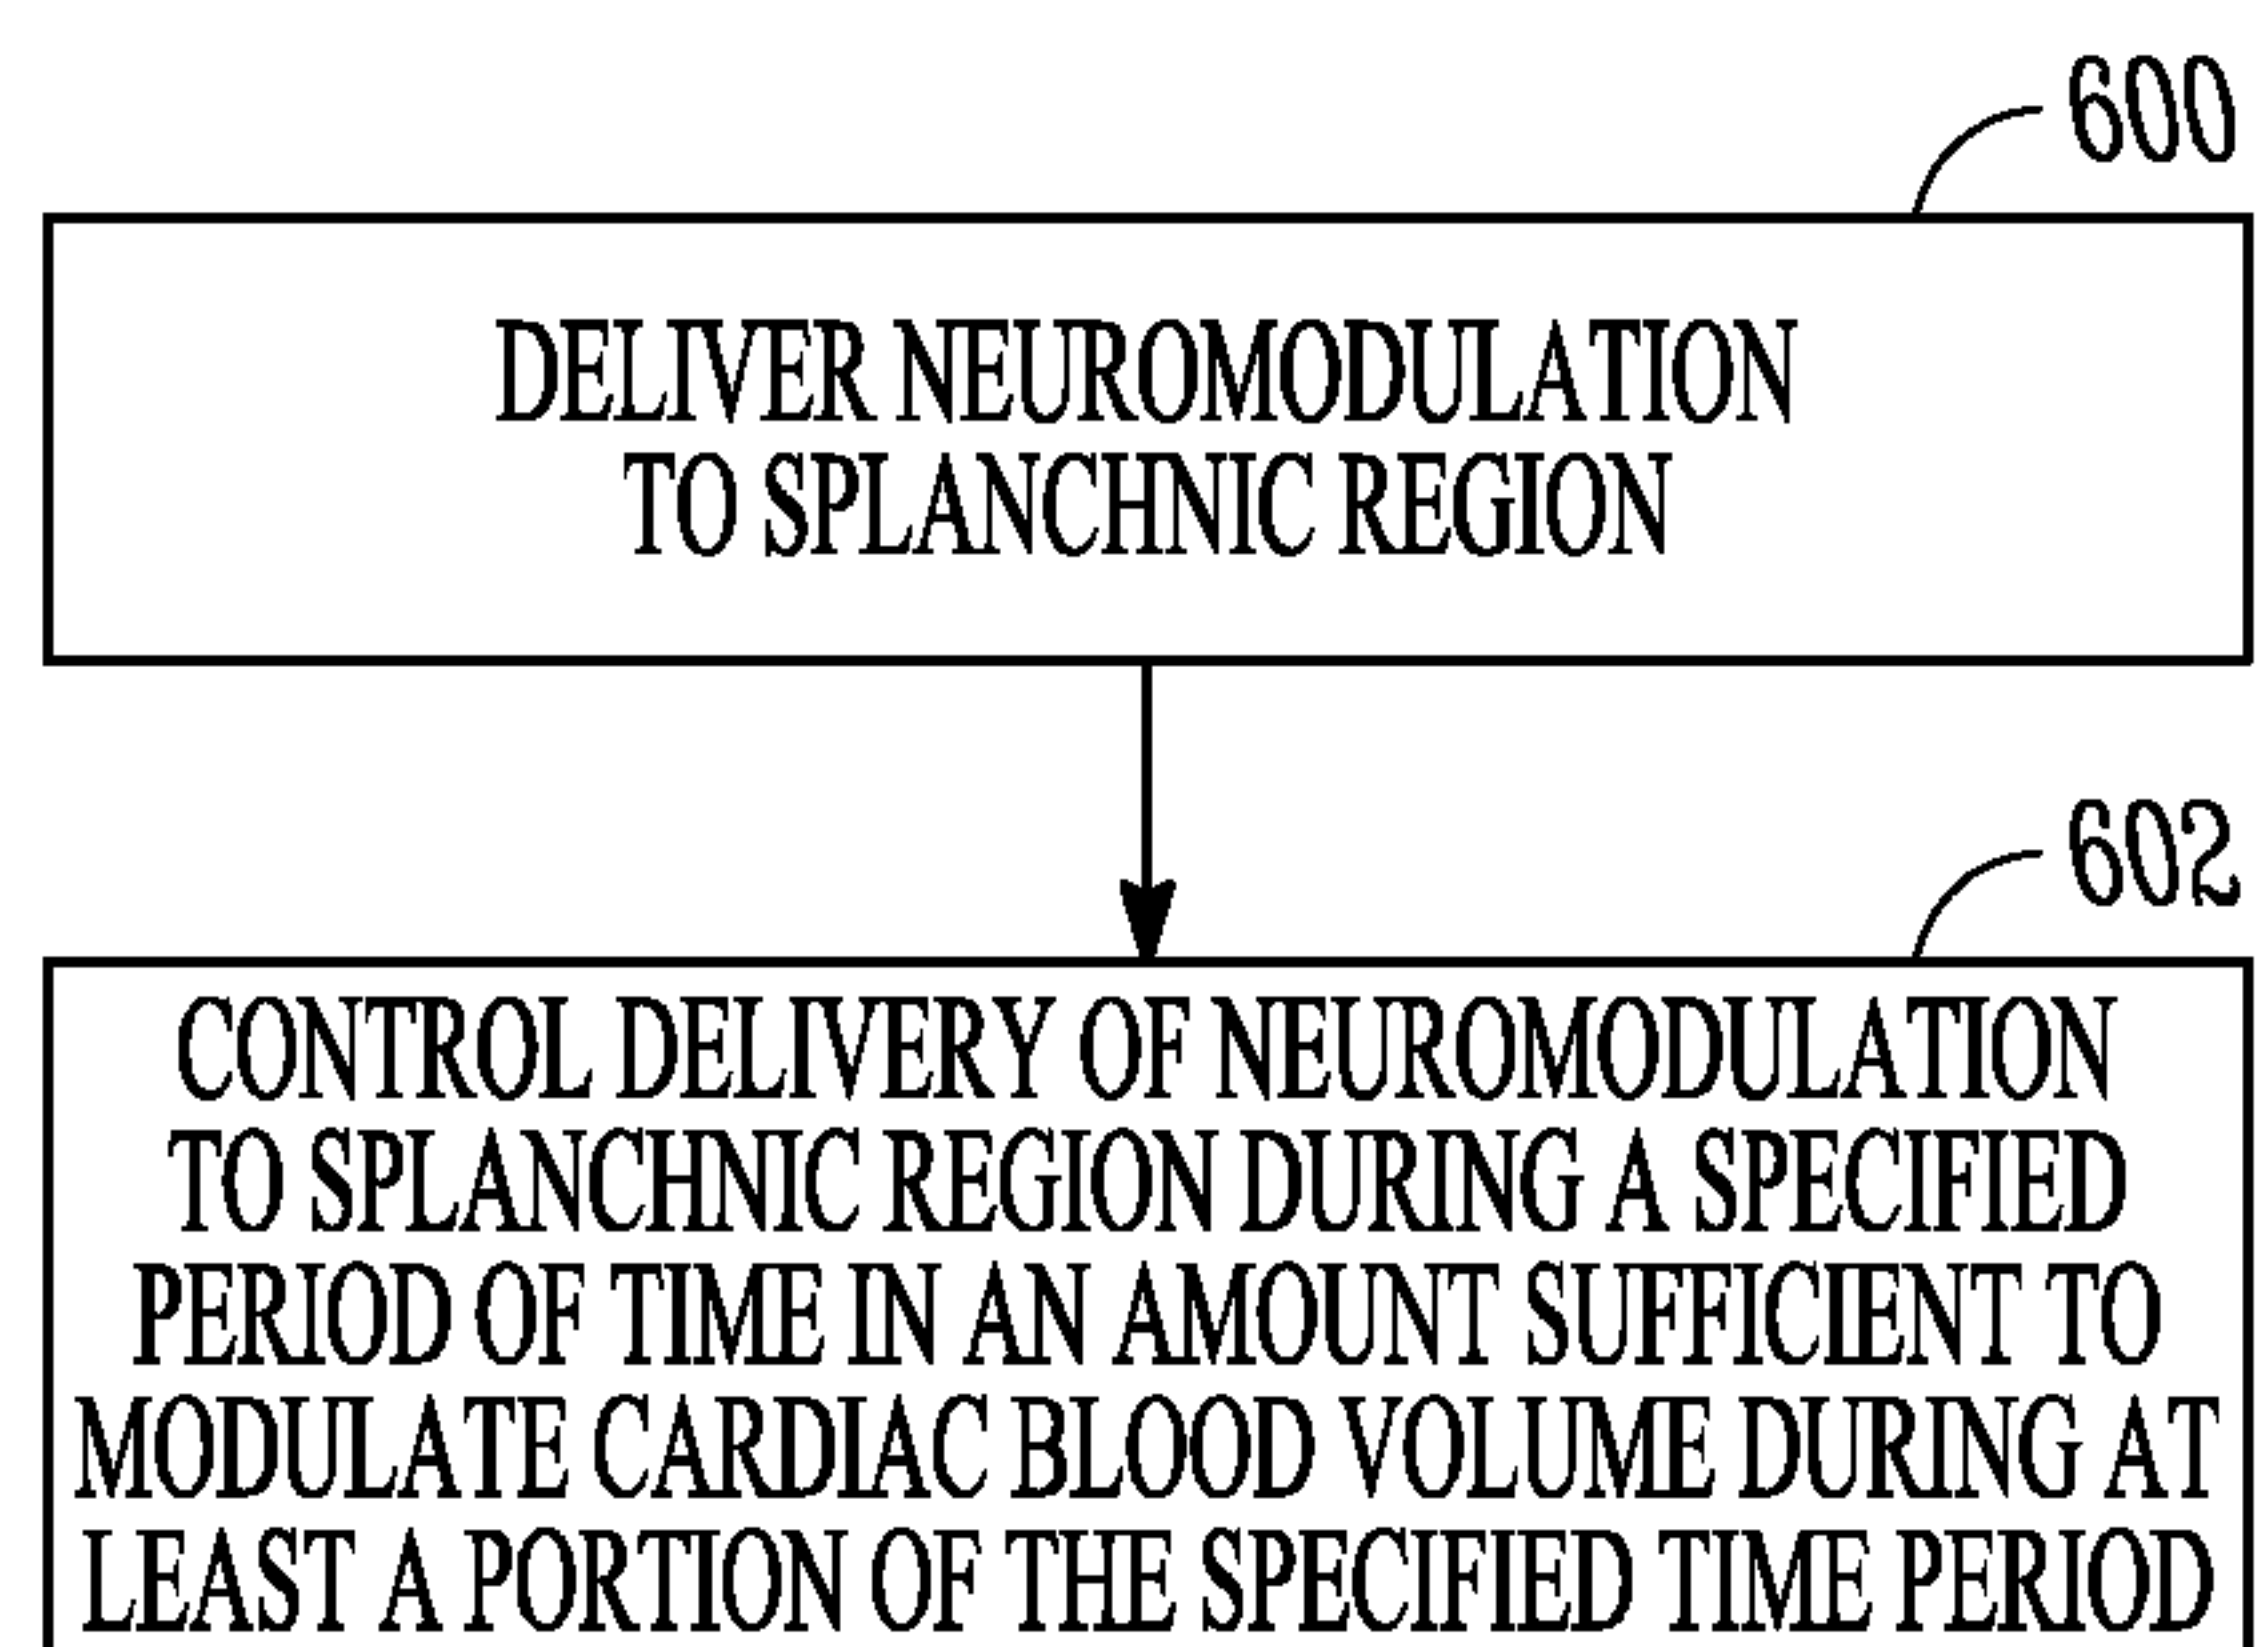 600
DELIVER NEUROMODULATION
TO SPLANCHNIC REGION
602
CONTROL DELIVERY OF NEUROMODULATION
TO SPLANCHNIC REGION DURING A SPECIFIED
PERIOD OF TIME IN AN AMOUNT SUFFICIENT TO
MODULATE CARDIAC BLOOD VOLUME DURING AT
LEAST A PORTION OF THE SPECIFIED TIME PERIOD